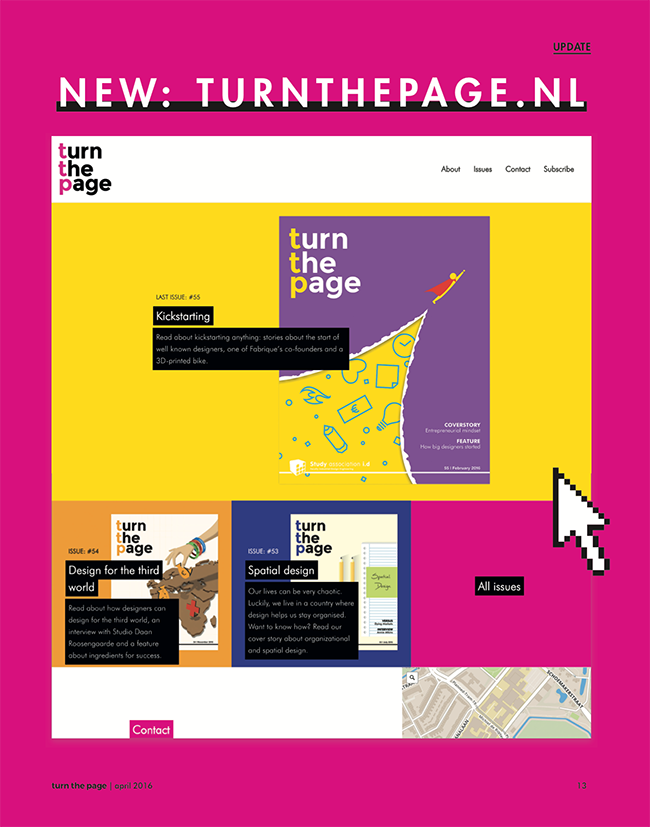 UPDATE
NEW: TURNTHEPAGE.NL
turn
the
page
About Issues Contact Subscribe
turn
the
page
LAST ISSUE: #55
Kickstarting
Read about kickstarting anything: stories about the start of
well known designers, one of Fabrique's co-founders and a
3D-printed bike.
COVERSTORY
Entrepreneurial mindset
FEATURE
How big designers started
Study association i.d
05 | February 2016
ISSUE: #54
turn
the
page
Design for the third
world
Read about how designers can
design for the third world, an
interview with Studio Daan
Roosengaarde and a feature
about ingredients for success.
ISSUE: #53
turn
the
page
Spatial design
Our lives can be very chaotic.
Luckily, we live in a country where
design helps us stay organised.
Want to know how? Read our
cover story about organizational
and spatial design.
Spatial
Design
All issues
Contact
SCHOEMAKERSTRAAT
turn the page | april 2016
13